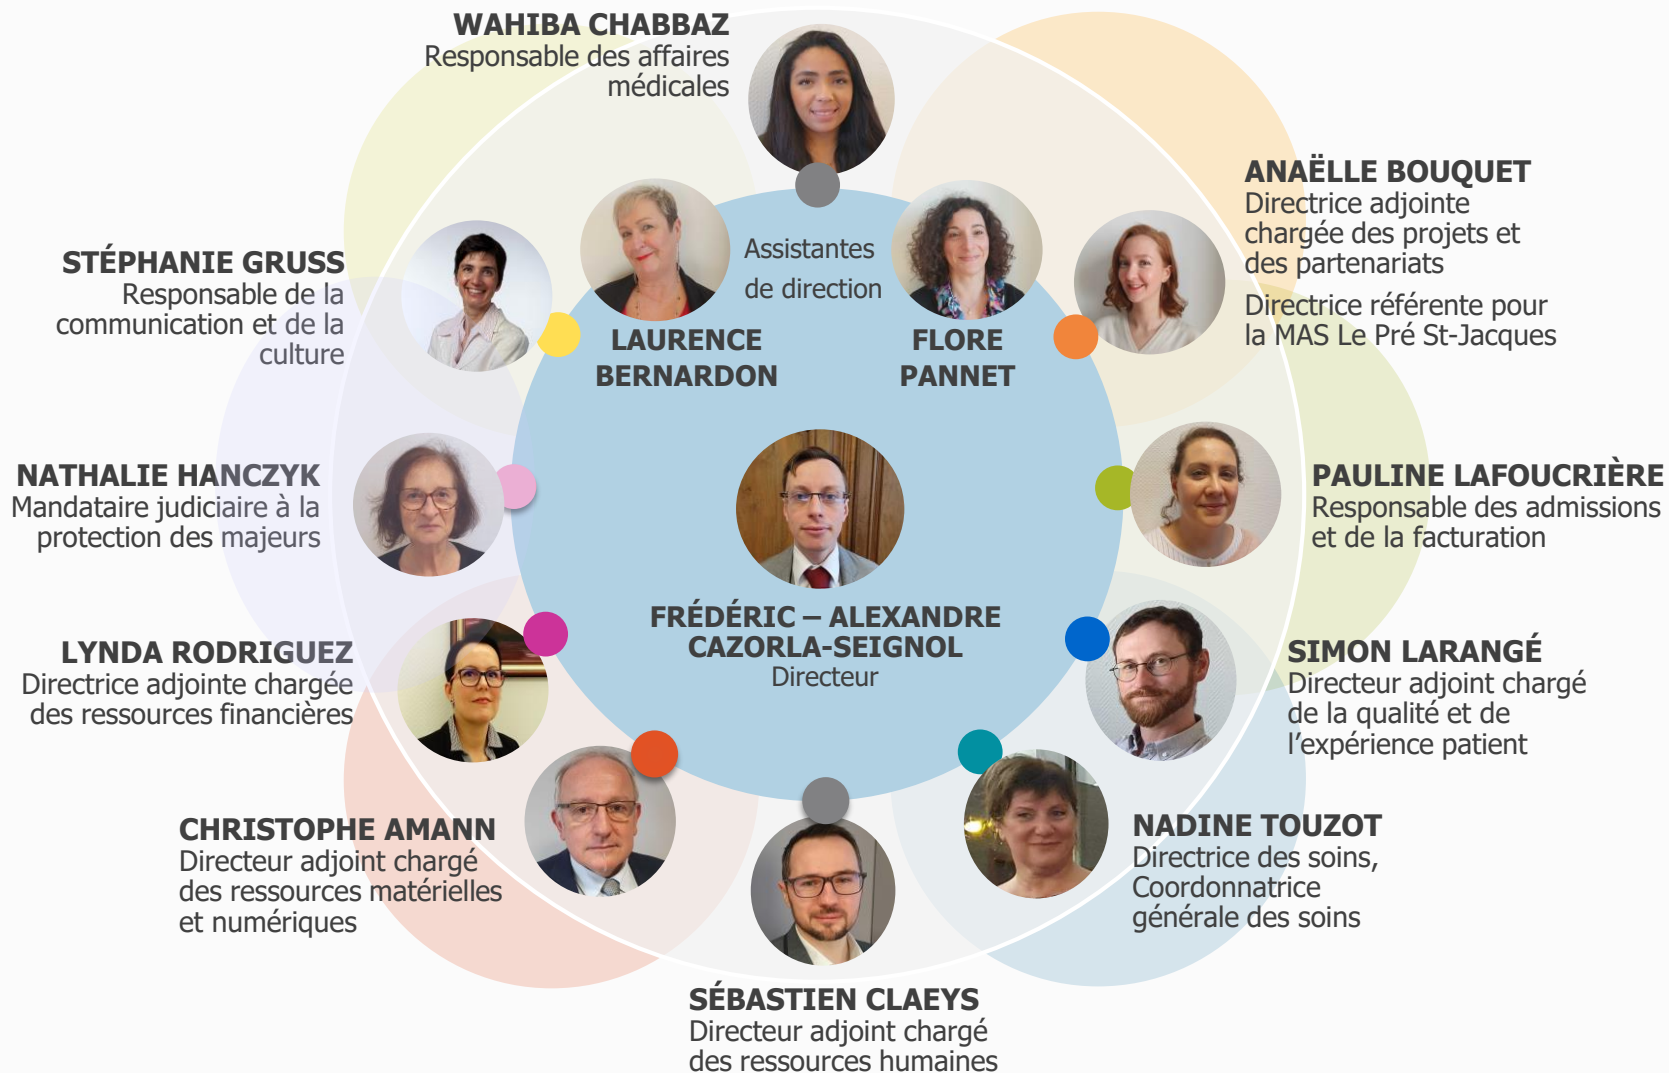 WAHIBA CHABBAZ
Responsable des affaires
médicales
ANAËLLE BOUQUET
Directrice adjointe
chargée des projets et
des partenariats
Directrice référente pour
la MAS Le Pré St-Jacques
STÉPHANIE GRUSS
Responsable de la
communication et de la
culture
Assistantes
de direction
LAURENCE
BERNARDON
FLORE
PANNET
NATHALIE HANCZYK
Mandataire judiciaire à la
protection des majeurs
PAULINE LAFOUCRIÈRE
Responsable des admissions
et de la facturation
FRÉDÉRIC – ALEXANDRE
CAZORLA-SEIGNOL
Directeur
LYNDA RODRIGUEZ
Directrice adjointe chargée
des ressources financières
SIMON LARANGÉ
Directeur adjoint chargé
de la qualité et de
l’expérience patient
CHRISTOPHE AMANN
Directeur adjoint chargé
des ressources matérielles
et numériques
NADINE TOUZOT
Directrice des soins,
Coordonnatrice
générale des soins
SÉBASTIEN CLAEYS
Directeur adjoint chargé
des ressources humaines